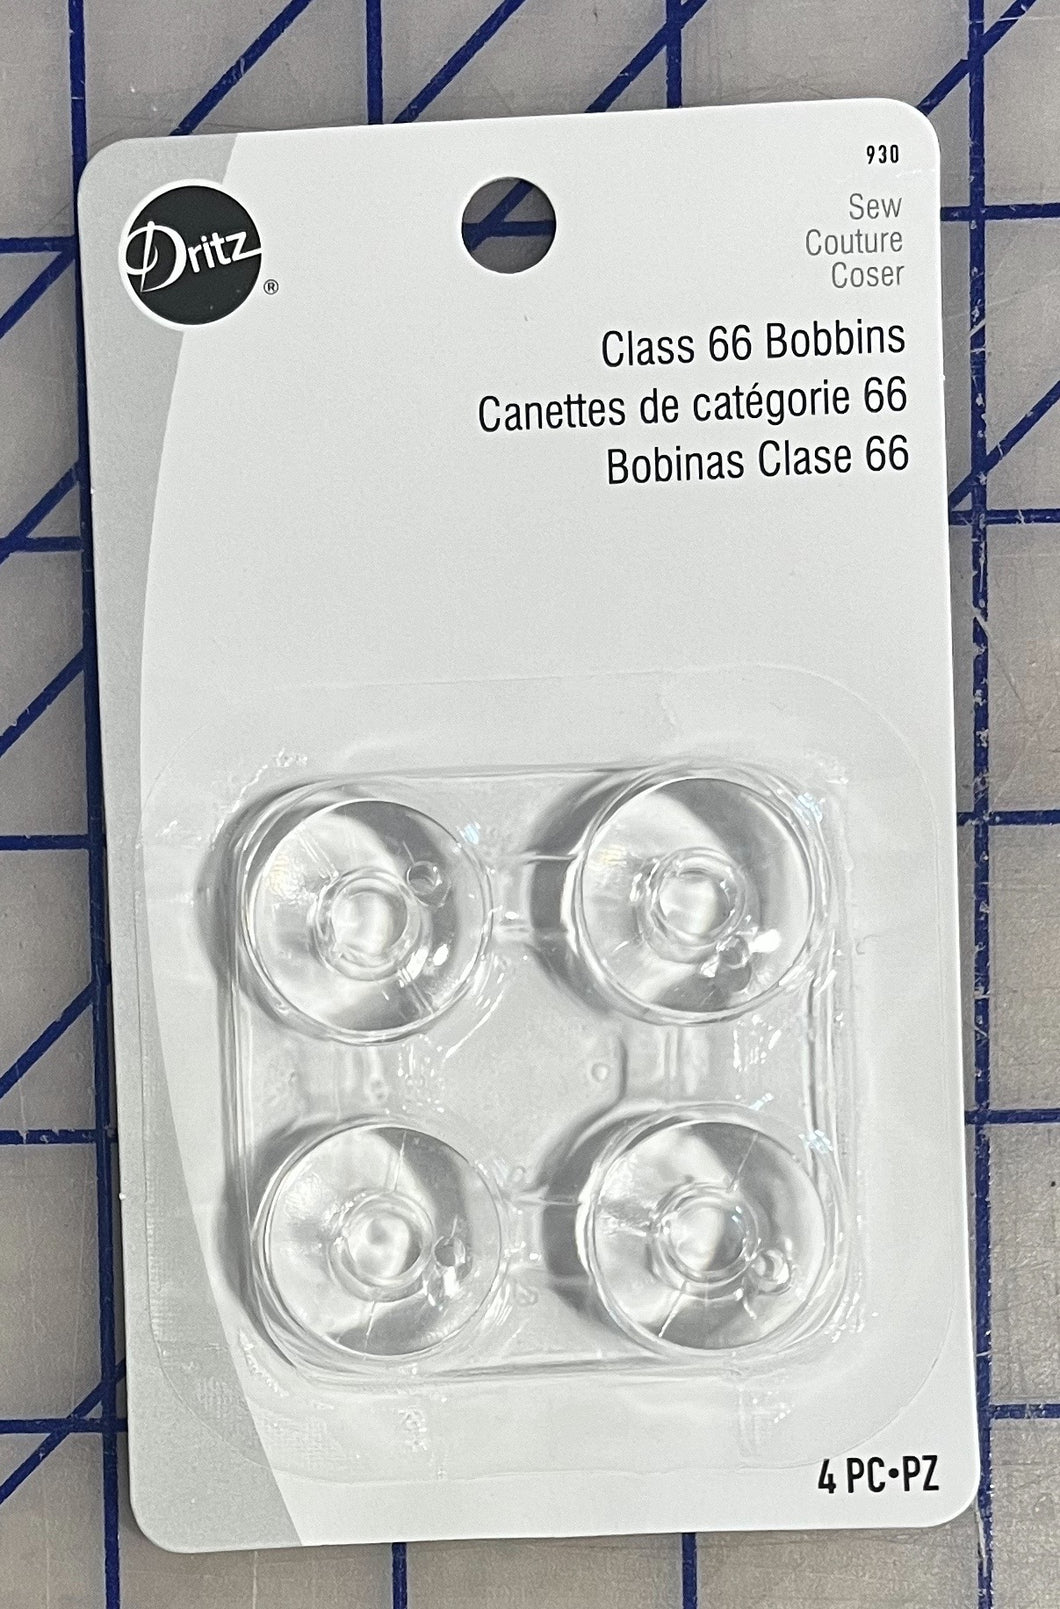 Dritz®
930
Sew
Couture
Coser
Class 66 Bobbins
Canettes de catégorie 66
Bobinas Clase 66
4 PC•PZ